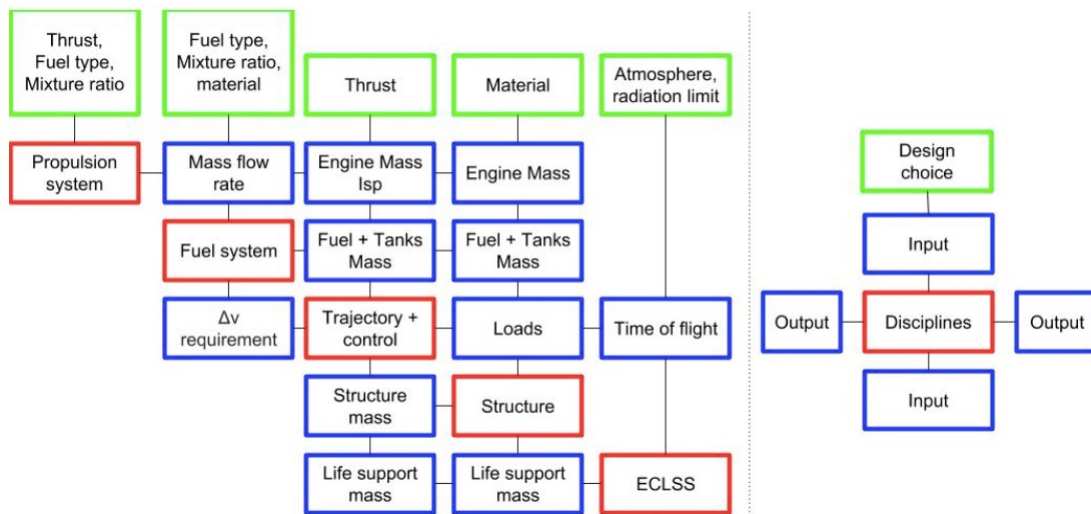 Thrust,
Fuel type,
Mixture ratio
Fuel type,
Mixture ratio,
material
Thrust
Material
Atmosphere,
radiation limit
Propulsion
system
Mass flow
rate
Engine Mass
Isp
Engine Mass
Fuel system
Fuel + Tanks
Mass
Fuel + Tanks
Mass
Δv
requirement
Trajectory +
control
Loads
Time of flight
Structure
mass
Structure
Life support
mass
Life support
mass
ECLSS
Design
choice
Input
Output
Disciplines
Output
Input